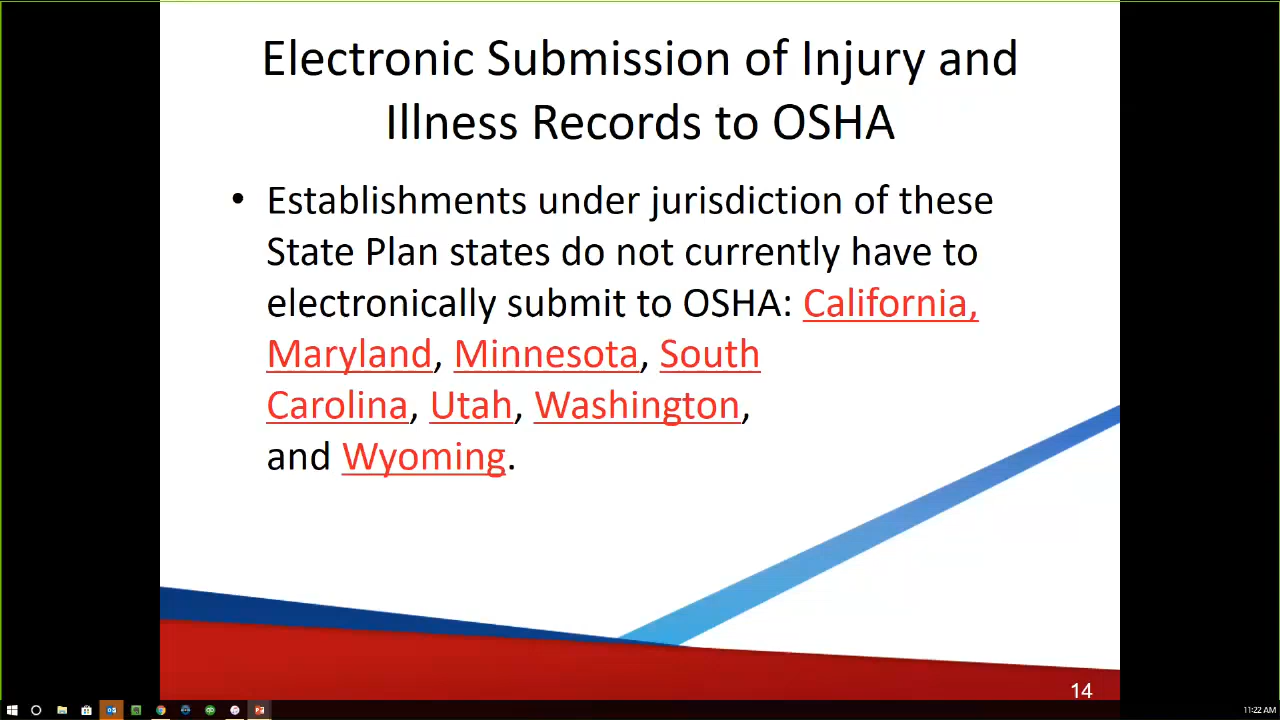 Electronic Submission of Injury and
Illness Records to OSHA
• Establishments under jurisdiction of these
State Plan states do not currently have to
electronically submit to OSHA: California,
Maryland, Minnesota, South
Carolina, Utah, Washington,
and Wyoming.
14
11:22 AM